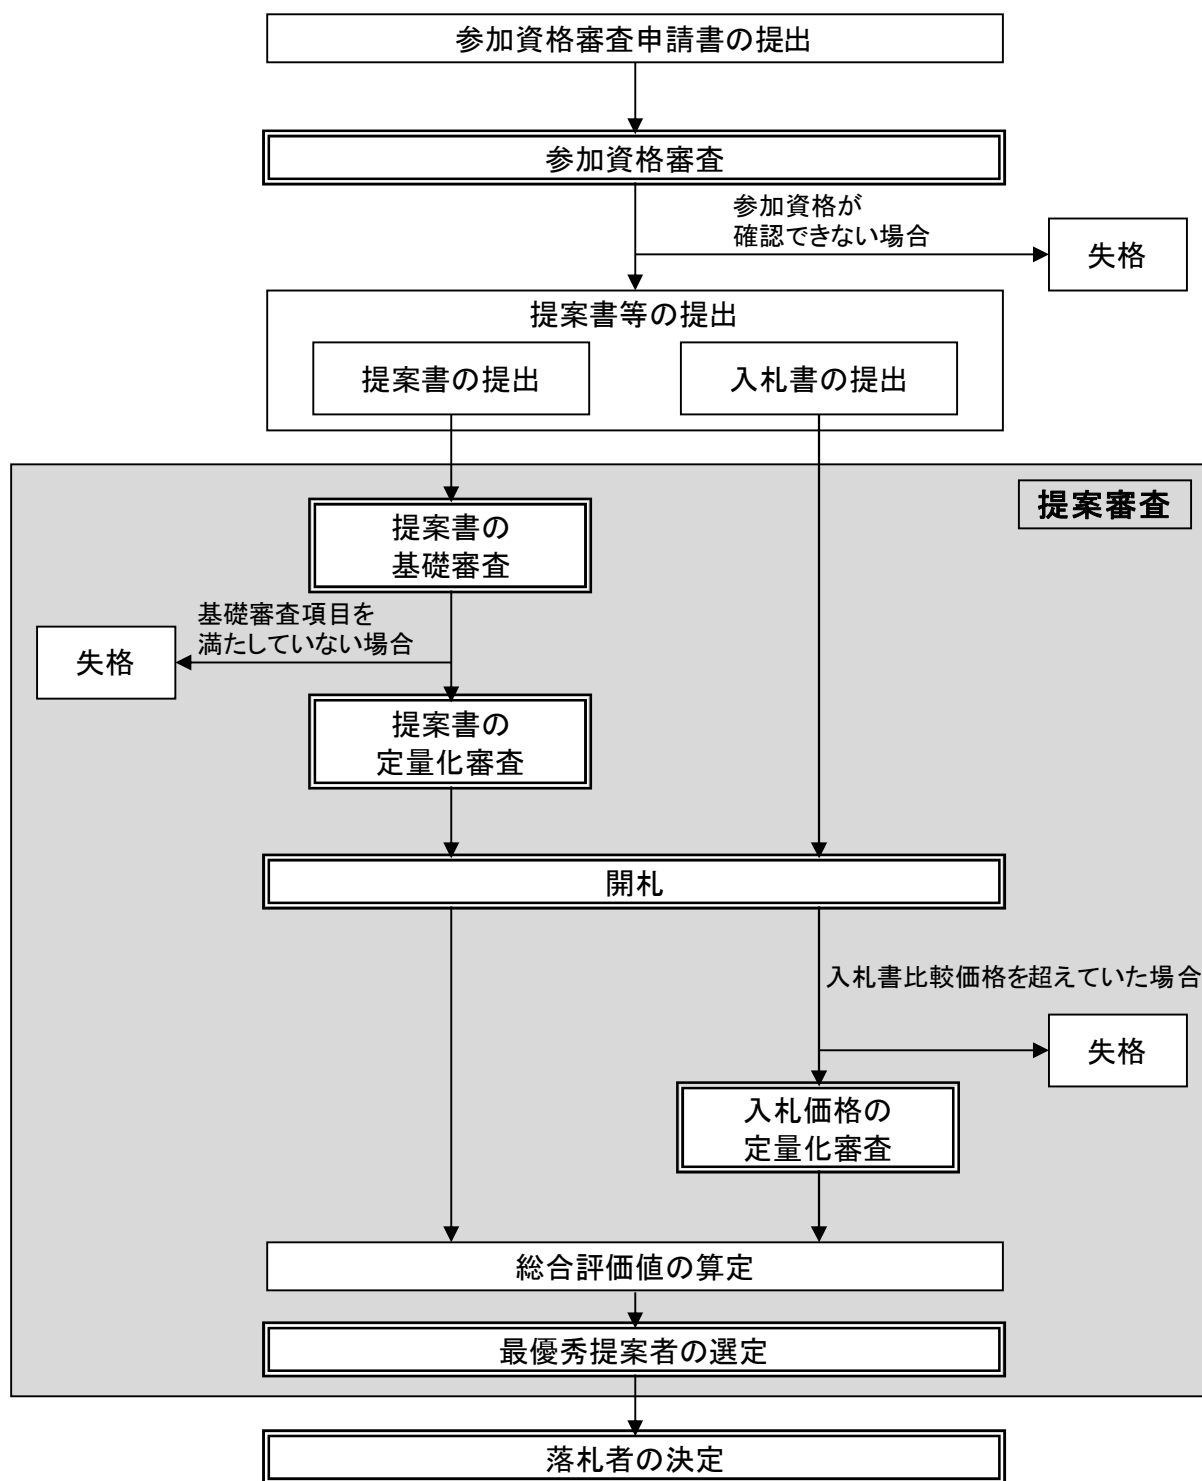 参加資格審査申請書の提出
参加資格審査
参加資格が
確認できない場合
失格
提案書等の提出
提案書の提出
入札書の提出
提案審査
提案書の
基礎審査
基礎審査項目を
満たしていない場合
失格
提案書の
定量化審査
開札
入札書比較価格を超えていた場合
失格
入札価格の
定量化審査
総合評価値の算定
最優秀提案者の選定
落札者の決定